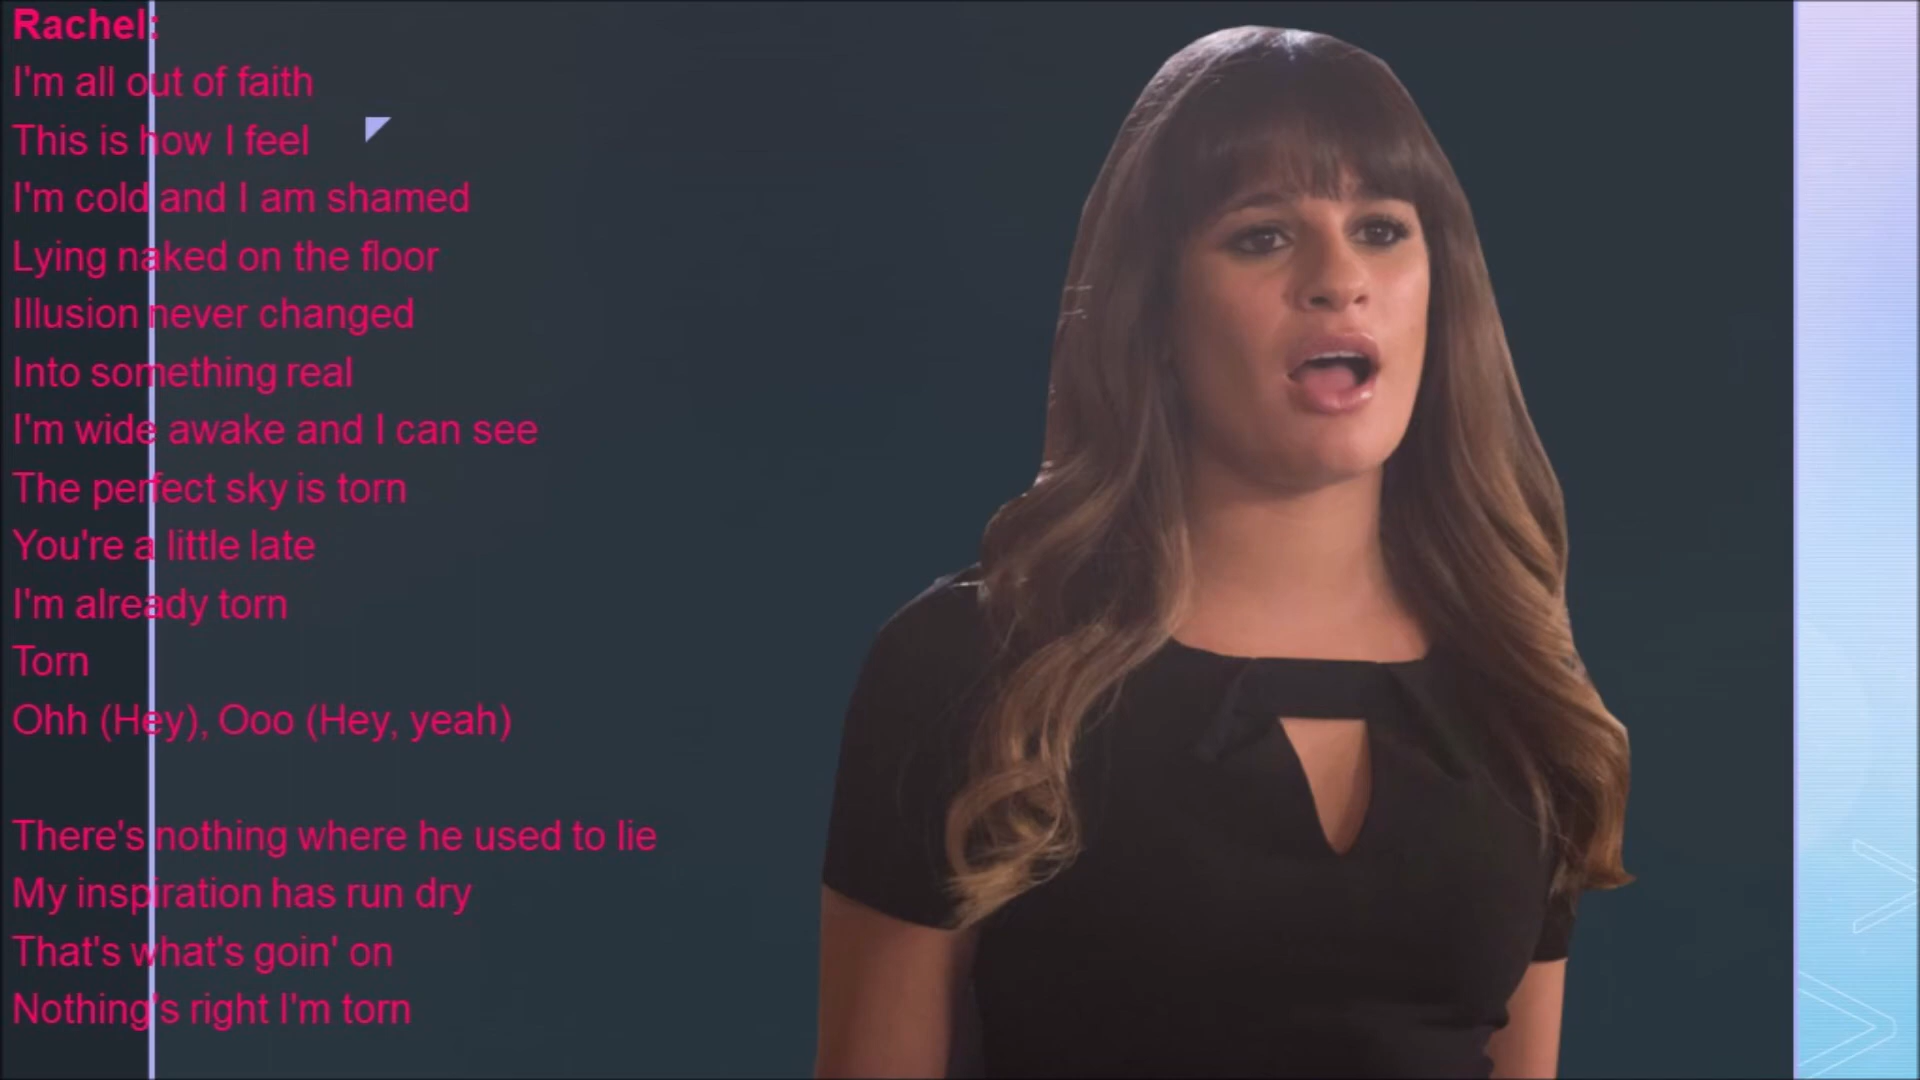 Rachel:
I'm all out of faith
This is how I feel
I'm cold and I am shamed
Lying naked on the floor
Illusion never changed
Into something real
I'm wide awake and I can see
The perfect sky is torn
You're a little late
I'm already torn
Torn
Ohh (Hey), Ooo (Hey, yeah)
There's nothing where he used to lie
My inspiration has run dry
That's what's goin' on
Nothing's right I'm torn